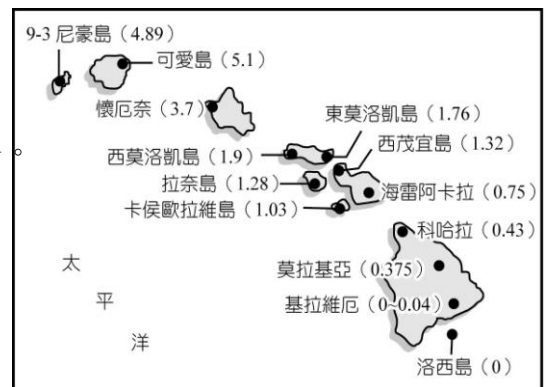 9-3 尼豪島（4.89）
可愛島（5.1）
懷厄奈（3.7）
東莫洛凱島（1.76）
西莫洛凱島（1.9）
西茂宜島（1.32）
拉奈島（1.28）
海雷阿卡拉（0.75）
卡侯歐拉維島（1.03）
科哈拉（0.43）
莫拉基亞（0.375）
基拉維厄（0~0.04）
洛西島（0）
太
平
洋
。